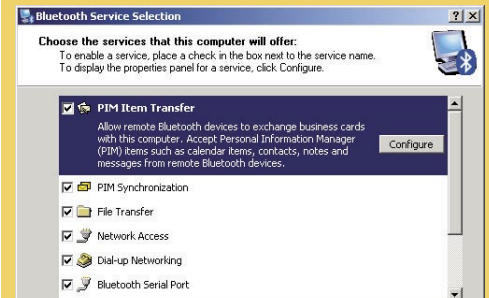 Bluetooth Service Selection
Choose the services that this computer will offer:
To enable a service, place a check in the box next to the service name.
To display the properties panel for a service, click Configure.
PIM Item Transfer
Allow remote Bluetooth devices to exchange business cards
with this computer. Accept Personal Information Manager
(PIM) items such as calendar items, contacts, notes and
messages from remote Bluetooth devices.
Configure
PIM Synchronization
File Transfer
Network Access
Dial-up Networking
Bluetooth Serial Port